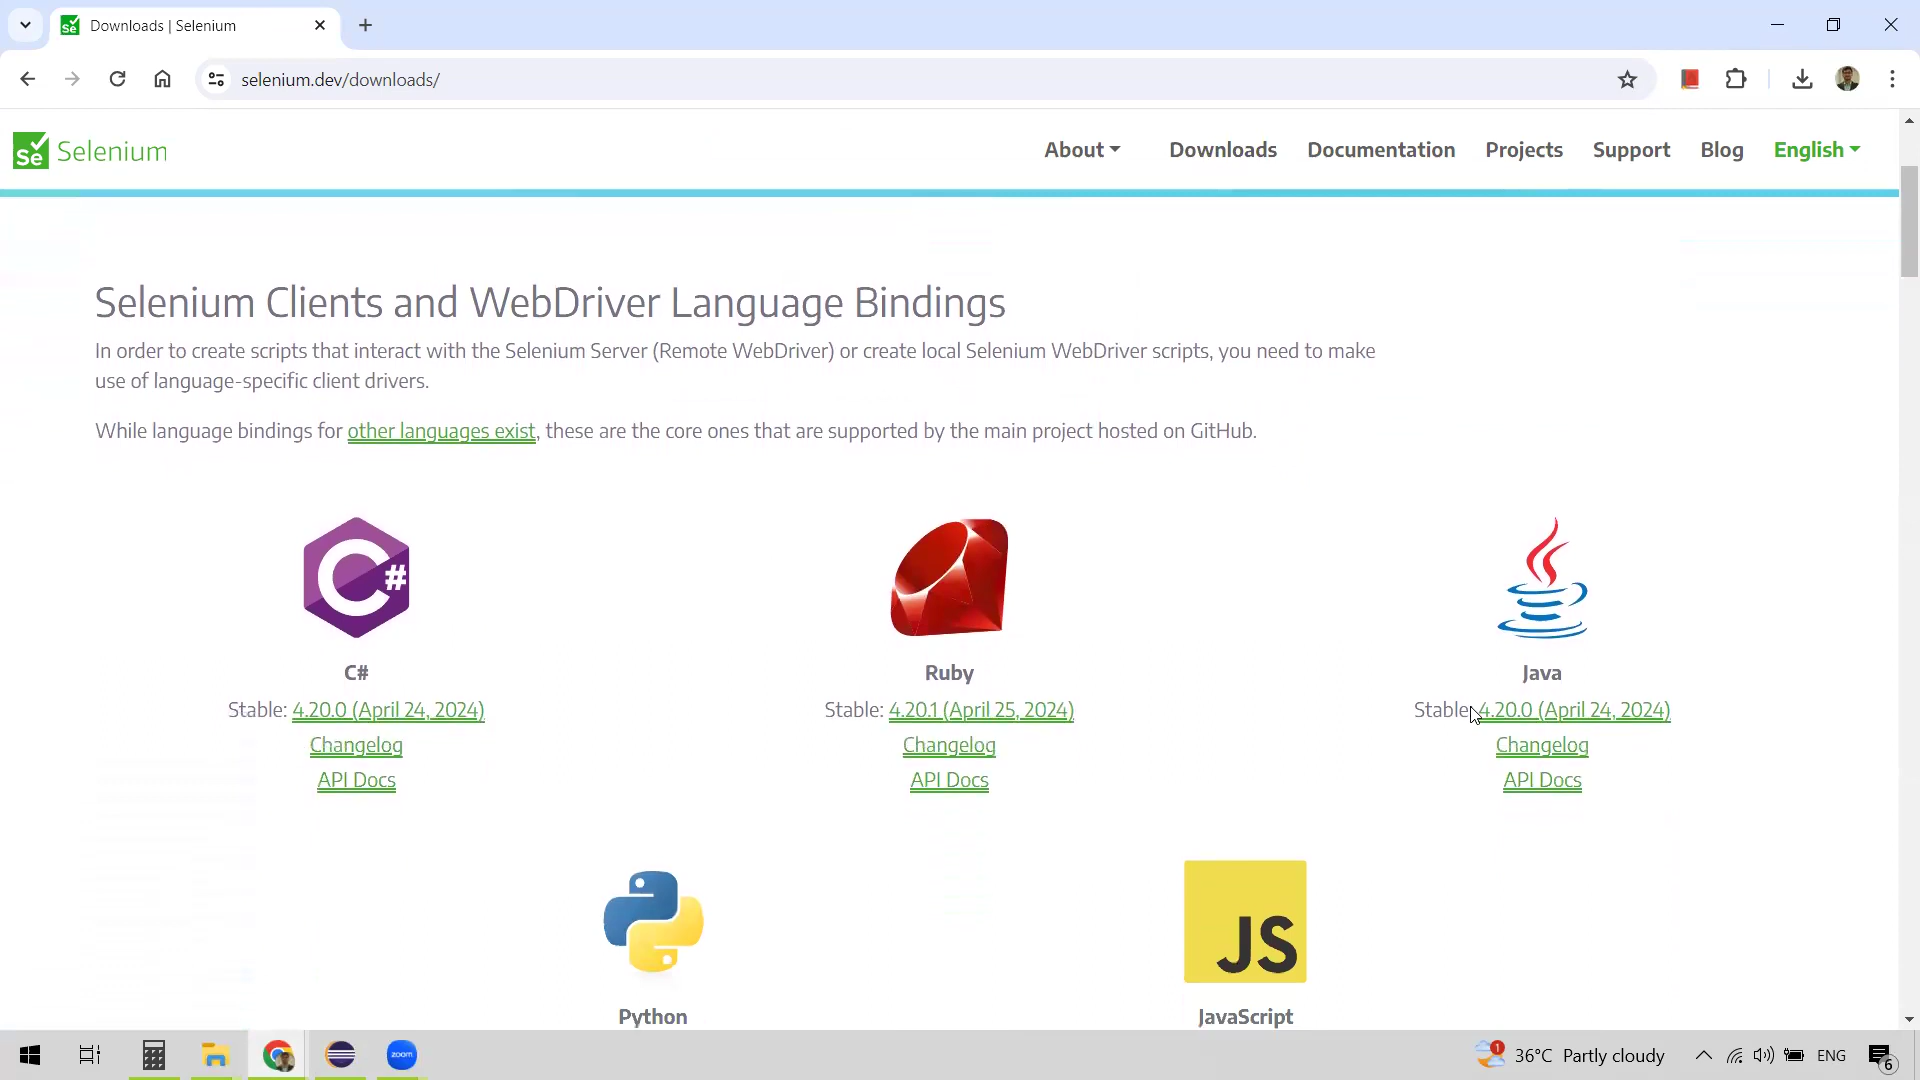 Downloads | Selenium
selenium.dev/downloads/
Se Selenium
About Downloads Documentation Projects Support Blog English
Selenium Clients and WebDriver Language Bindings
In order to create scripts that interact with the Selenium Server (Remote WebDriver) or create local Selenium WebDriver scripts, you need to make
use of language-specific client drivers.
While language bindings for other languages exist, these are the core ones that are supported by the main project hosted on GitHub.
C#
Stable: 4.20.0 (April 24, 2024)
Changelog
API Docs
Ruby
Stable: 4.20.1 (April 25, 2024)
Changelog
API Docs
Java
Stable: 4.20.0 (April 24, 2024)
Changelog
API Docs
JS
Python
JavaScript
zoom
1
36°C Partly cloudy
ENG
6